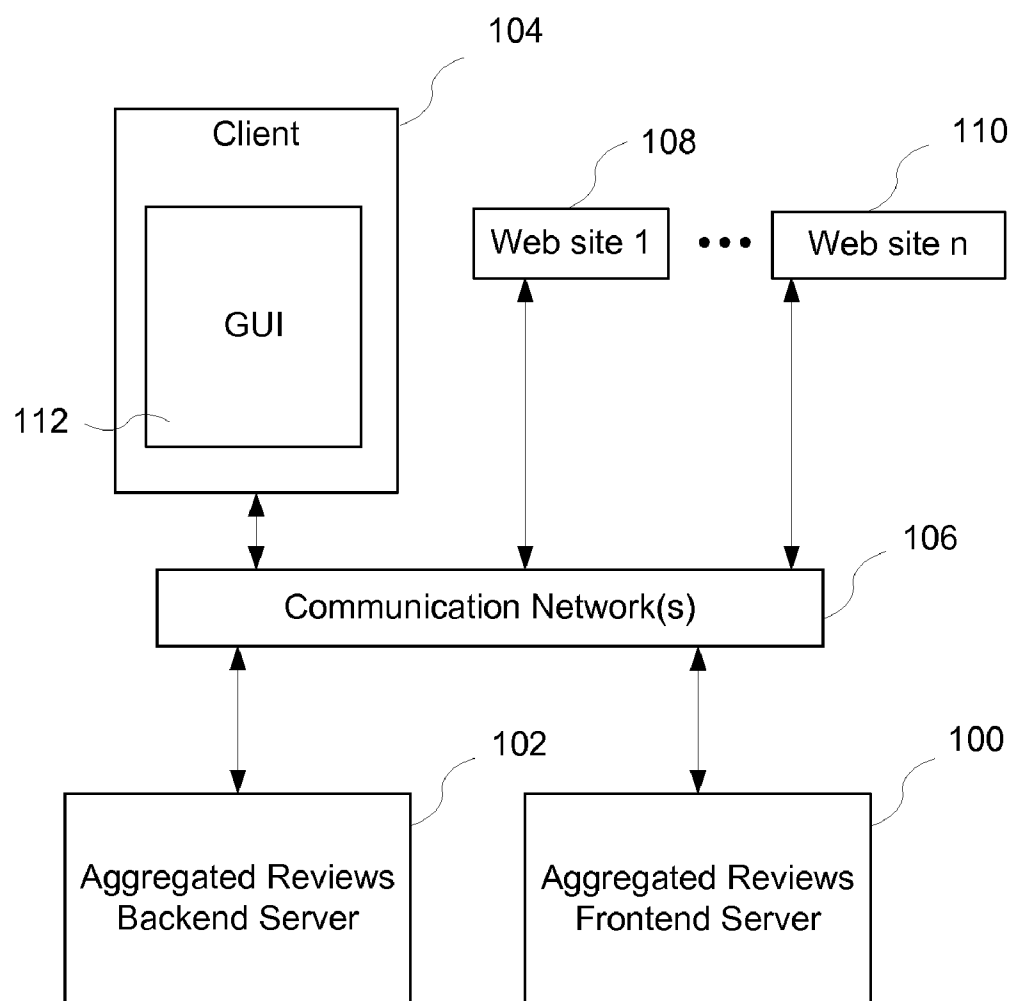 104
Client
108
110
Web site 1
•••
Web site n
GUI
112
106
Communication Network(s)
102
100
Aggregated Reviews
Backend Server
Aggregated Reviews
Frontend Server